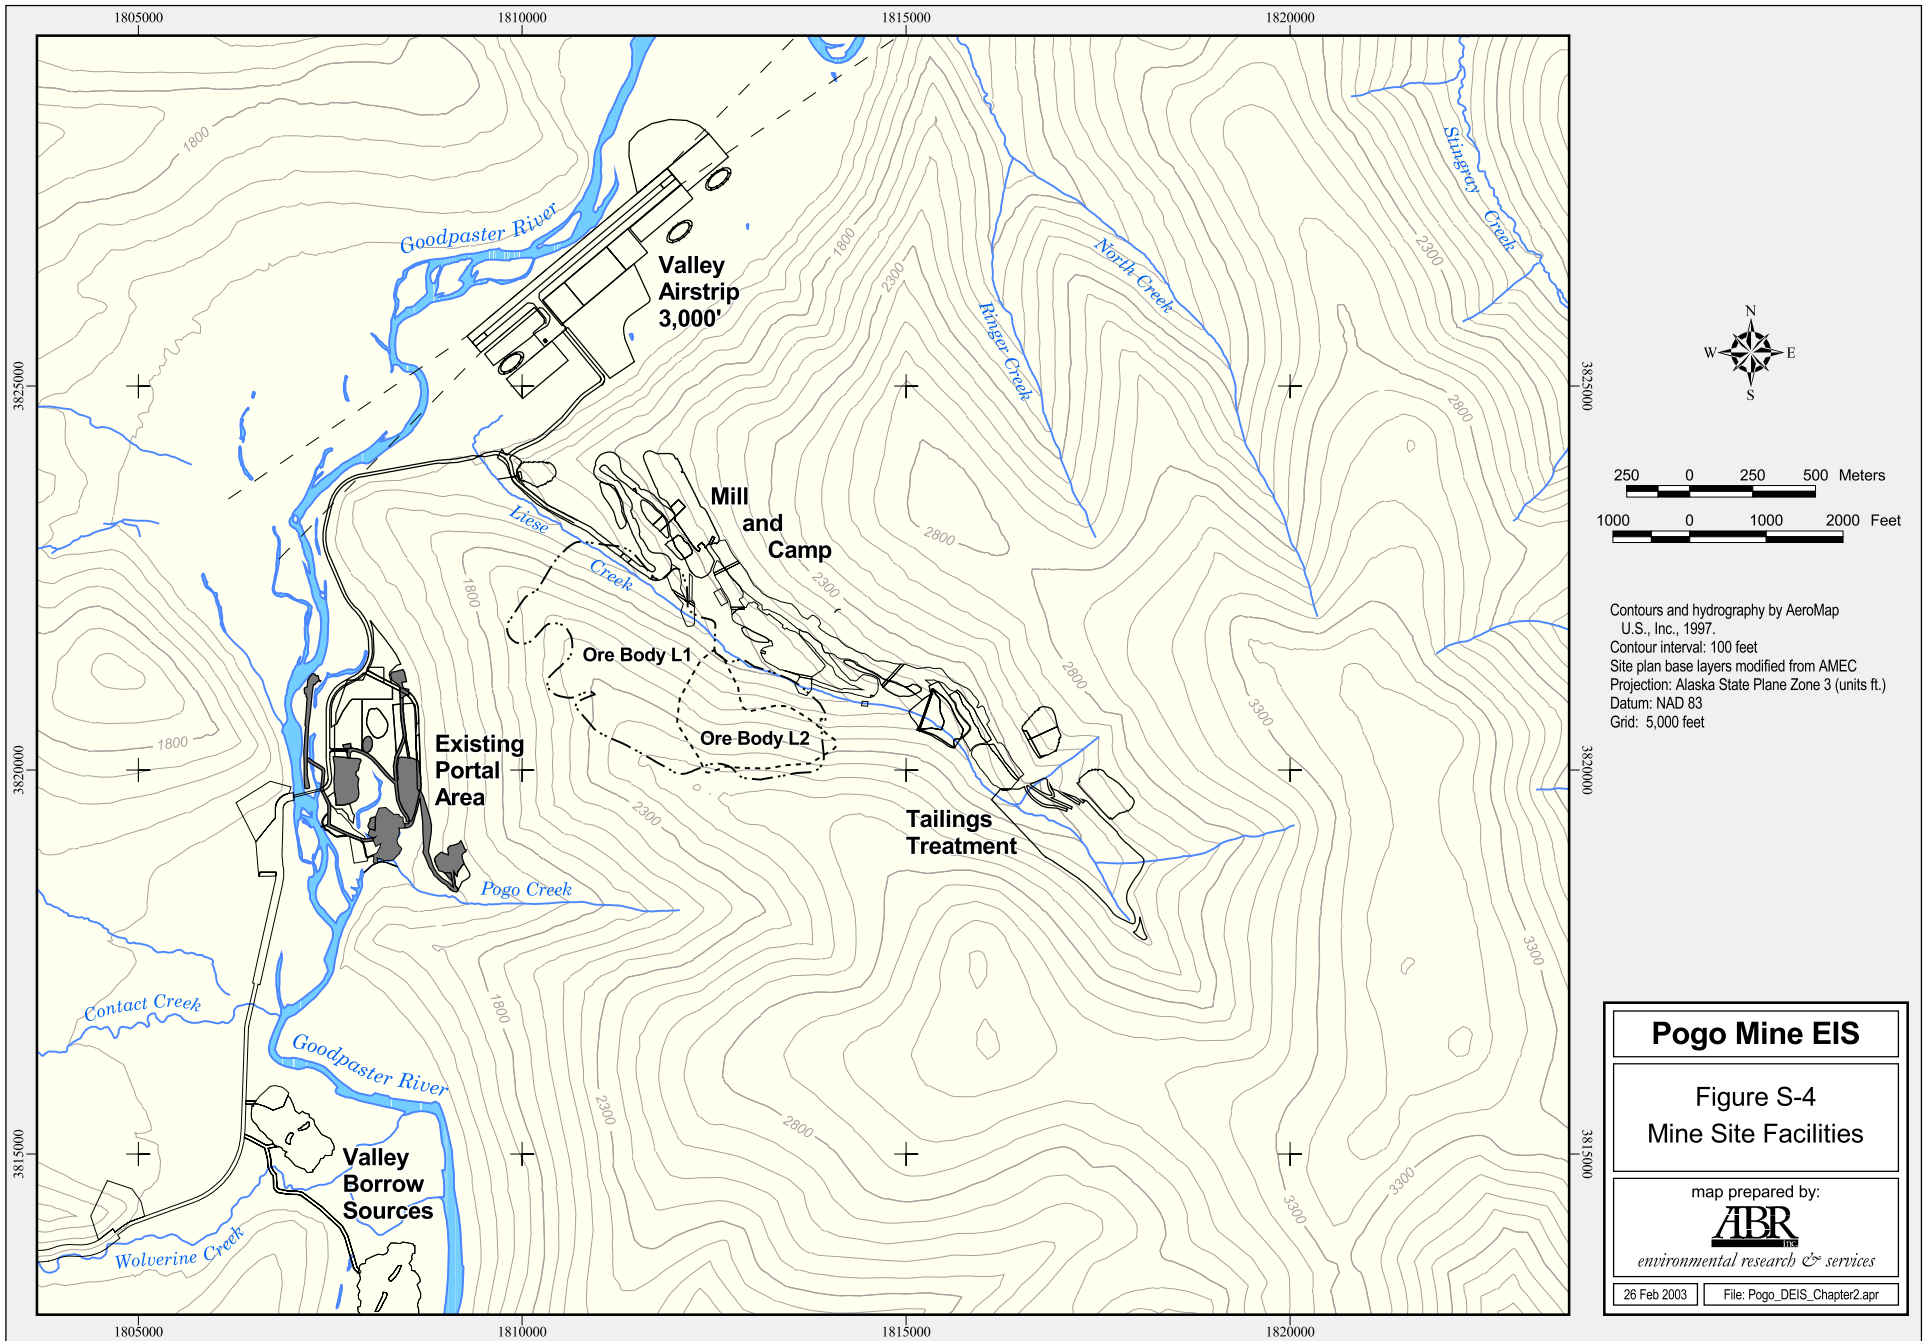 1805000
1810000
1815000
1820000
3825000
3820000
3815000
3825000
3820000
3815000
1800
Goodpaster River
Valley
Airstrip
3,000'
1800
2300
Ringer Creek
North Creek
Stingray
Creek
2300
2800
Mill
and
Camp
Liese
Creek
2800
2300
1800
Ore Body L1
Ore Body L2
2800
3300
1800
Existing
Portal
Area
2300
Tailings
Treatment
Pogo Creek
3300
Contact Creek
1800
Goodpaster River
2300
2800
Valley
Borrow
Sources
3300
3300
Wolverine Creek
1805000
1810000
1815000
1820000
N
W
E
S
250 0 250 500 Meters
1000 0 1000 2000 Feet
Contours and hydrography by AeroMap
U.S., Inc., 1997.
Contour interval: 100 feet
Site plan base layers modified from AMEC
Projection: Alaska State Plane Zone 3 (units ft.)
Datum: NAD 83
Grid: 5,000 feet
Pogo Mine EIS
Figure S-4
Mine Site Facilities
map prepared by:
ABR
inc.
environmental research & services
26 Feb 2003
File: Pogo_DEIS_Chapter2.apr